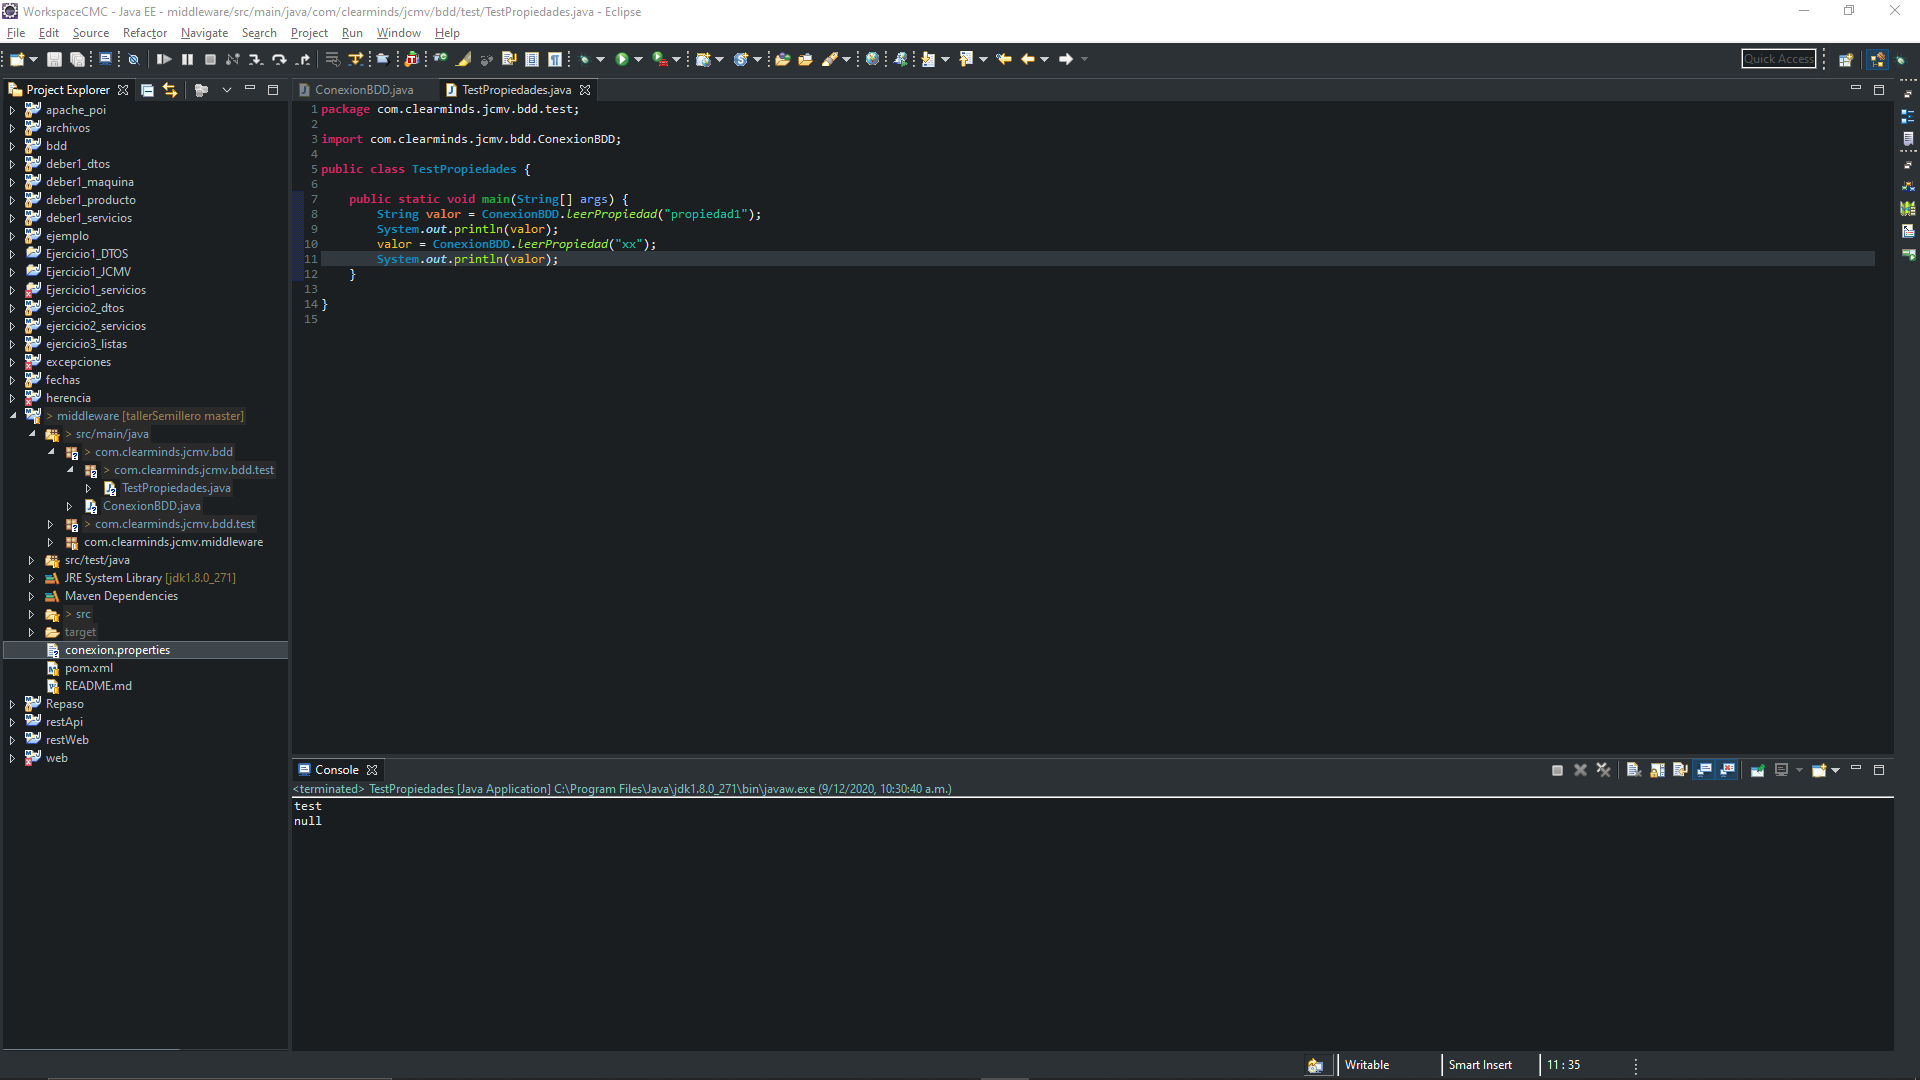 WorkspaceCMC - Java EE - middleware/src/main/java/com/clearminds/jcmv/bdd/test/TestPropiedades.java - Eclipse
File Edit Source Refactor Navigate Search Project Run Window Help
Quick Access
Project Explorer
apache_poi
archivos
bdd
deber1_dtos
deber1_maquina
deber1_producto
deber1_servicios
ejemplo
Ejercicio1_DTOS
Ejercicio1_JCMV
Ejercicio1_servicios
ejercicio2_dtos
ejercicio2_servicios
ejercicio3_listas
excepciones
fechas
herencia
> middleware [tallerSemillero master]
> src/main/java
> com.clearminds.jcmv.bdd
> com.clearminds.jcmv.bdd.test
TestPropiedades.java
ConexionBDD.java
> com.clearminds.jcmv.bdd.test
com.clearminds.jcmv.middleware
src/test/java
JRE System Library [jdk1.8.0_271]
Maven Dependencies
> src
target
conexion.properties
pom.xml
README.md
Repaso
restApi
restWeb
web
ConexionBDD.java TestPropiedades.java
1 package com.clearminds.jcmv.bdd.test;
2
3 import com.clearminds.jcmv.bdd.ConexionBDD;
4
5 public class TestPropiedades {
6
7 public static void main(String[] args) {
8 String valor = ConexionBDD.leerPropiedad("propiedad1");
9 System.out.println(valor);
10 valor = ConexionBDD.leerPropiedad("xx");
11 System.out.println(valor);
12 }
13
14 }
15
Console
<terminated> TestPropiedades [Java Application] C:\Program Files\Java\jdk1.8.0_271\bin\javaw.exe (9/12/2020, 10:30:40 a.m.)
test
null
Writable Smart Insert 11 : 35